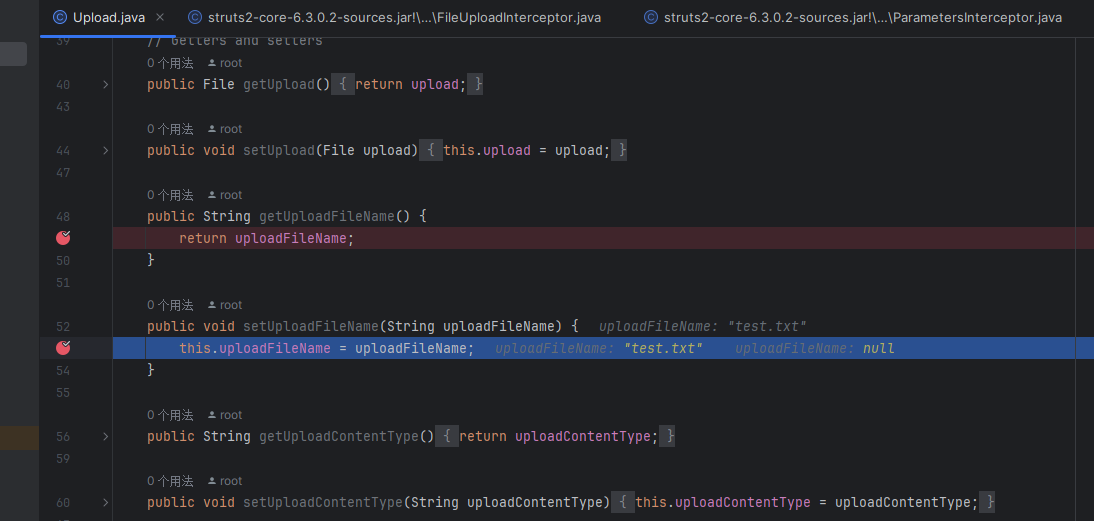 Upload.java × struts2-core-6.3.0.2-sources.jar!\...\FileUploadInterceptor.java struts2-core-6.3.0.2-sources.jar!\...\ParametersInterceptor.java
39 // Getters and setters
0 个用法 root
40 public File getUpload() { return upload; }
43
0 个用法 root
44 public void setUpload(File upload) { this.upload = upload; }
47
0 个用法 root
48 public String getUploadFileName() {
return uploadFileName;
50 }
51
0 个用法 root
52 public void setUploadFileName(String uploadFileName) { uploadFileName: "test.txt"
this.uploadFileName = uploadFileName; uploadFileName: "test.txt" uploadFileName: null
54 }
55
0 个用法 root
56 public String getUploadContentType() { return uploadContentType; }
59
0 个用法 root
60 public void setUploadContentType(String uploadContentType) { this.uploadContentType = uploadContentType; }